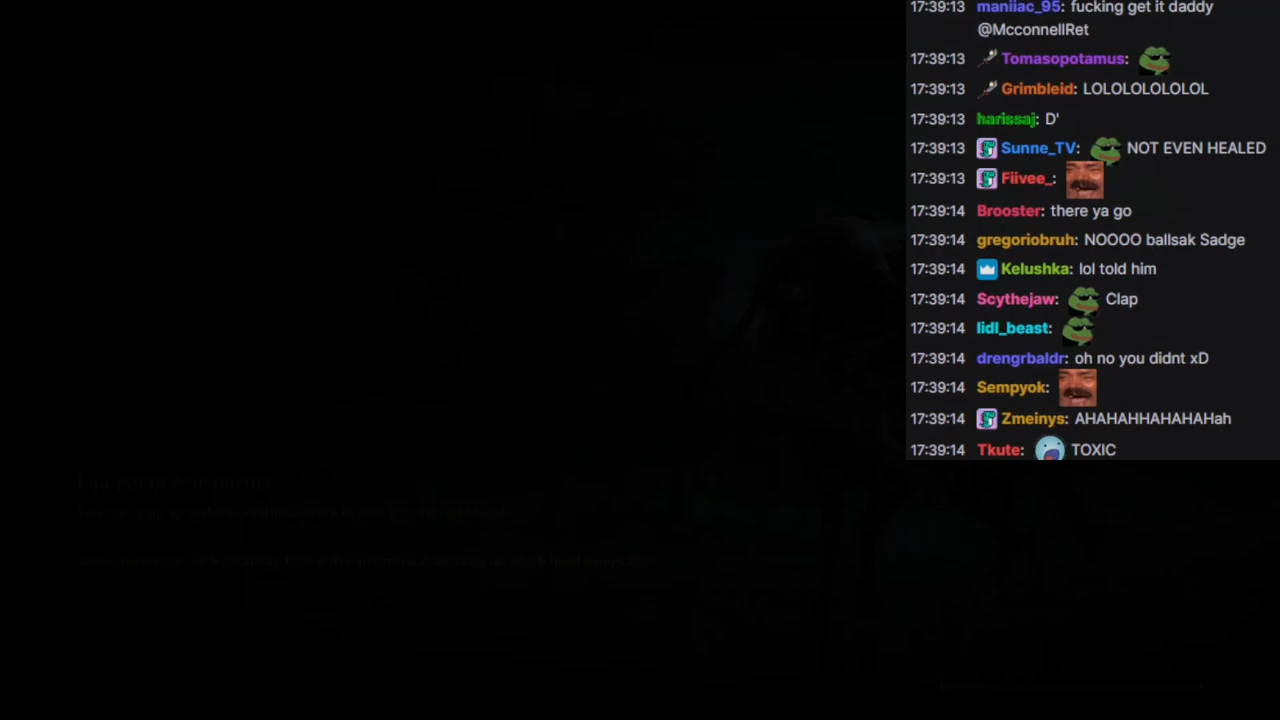 17:39:13 maniiac_95: fucking get it daddy
@McconnellRet
17:39:13 Tomasopotamus:
17:39:13 Grimbleid: LOLOLOLOLOLOL
17:39:13 harissaj: D'
17:39:13 Sunne_TV: NOT EVEN HEALED
17:39:13 Fiivee_:
17:39:14 Brooster: there ya go
17:39:14 gregoriobruh: NOOOO ballsak Sadge
17:39:14 Kelushka: lol told him
17:39:14 Scythejaw: Clap
17:39:14 lidl_beast:
17:39:14 drengrbaldr: oh no you didnt xD
17:39:14 Sempyok:
17:39:14 Zmeinys: AHAHAHHAHAHAHah
17:39:14 Tkute: TOXIC
Equipping Armaments